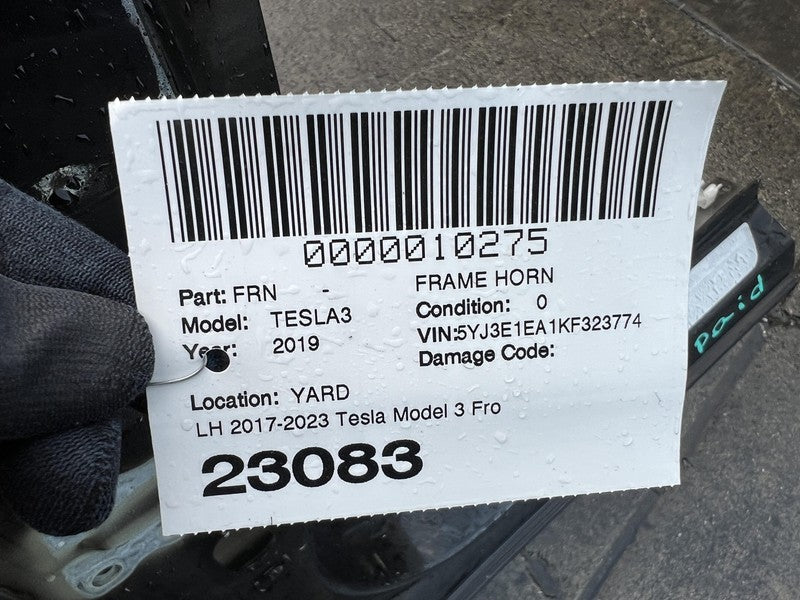 0000010275
Part: FRN - FRAME HORN
Model: TESLA3 Condition: 0
Year: 2019 VIN:5YJ3E1EA1KF323774
Damage Code:
Location: YARD
LH 2017-2023 Tesla Model 3 Fro
23083
paid